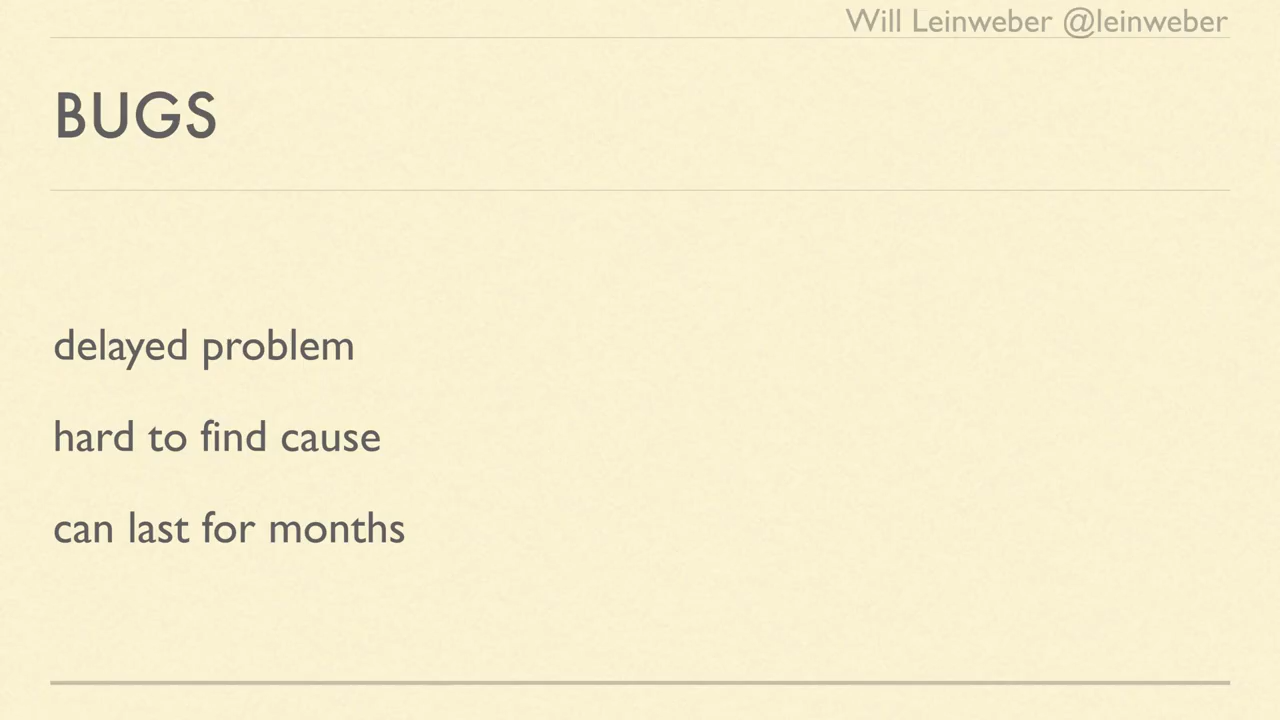 Will Leinweber @leinweber
BUGS
delayed problem
hard to find cause
can last for months